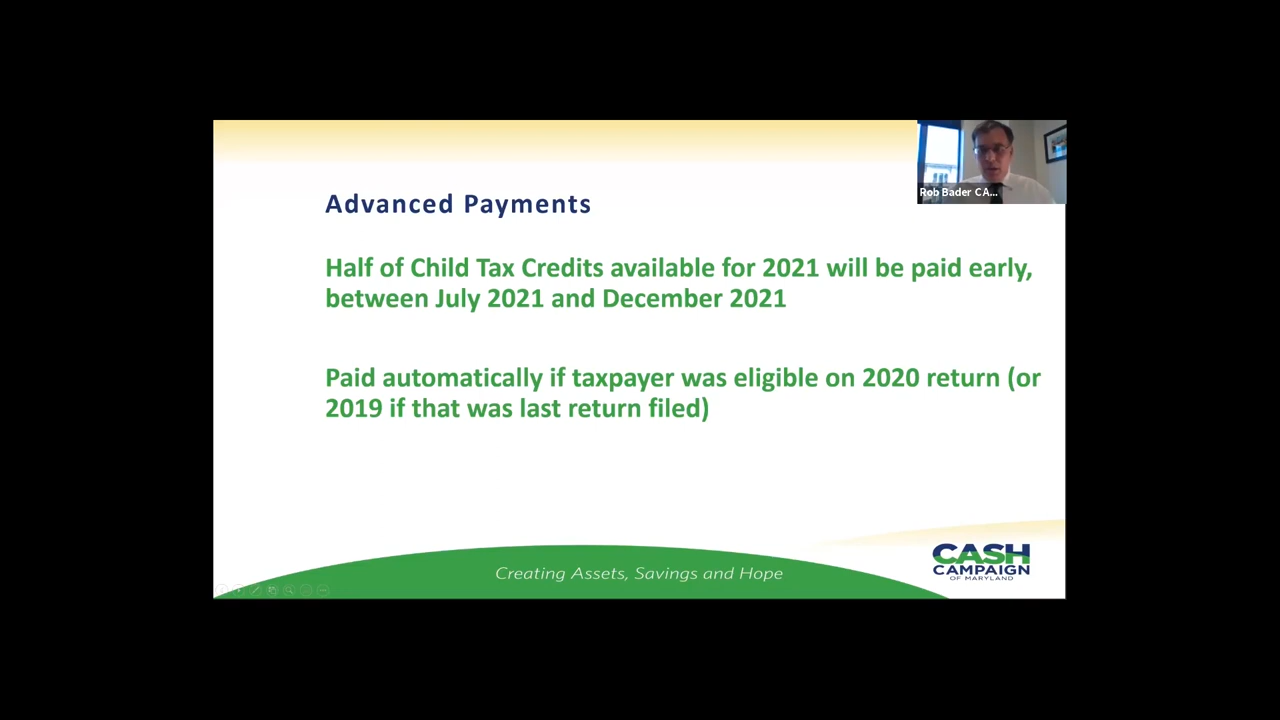 Rob Bader CA...
Advanced Payments
Half of Child Tax Credits available for 2021 will be paid early,
between July 2021 and December 2021
Paid automatically if taxpayer was eligible on 2020 return (or
2019 if that was last return filed)
Creating Assets, Savings and Hope
CASH
CAMPAIGN
OF MARYLAND